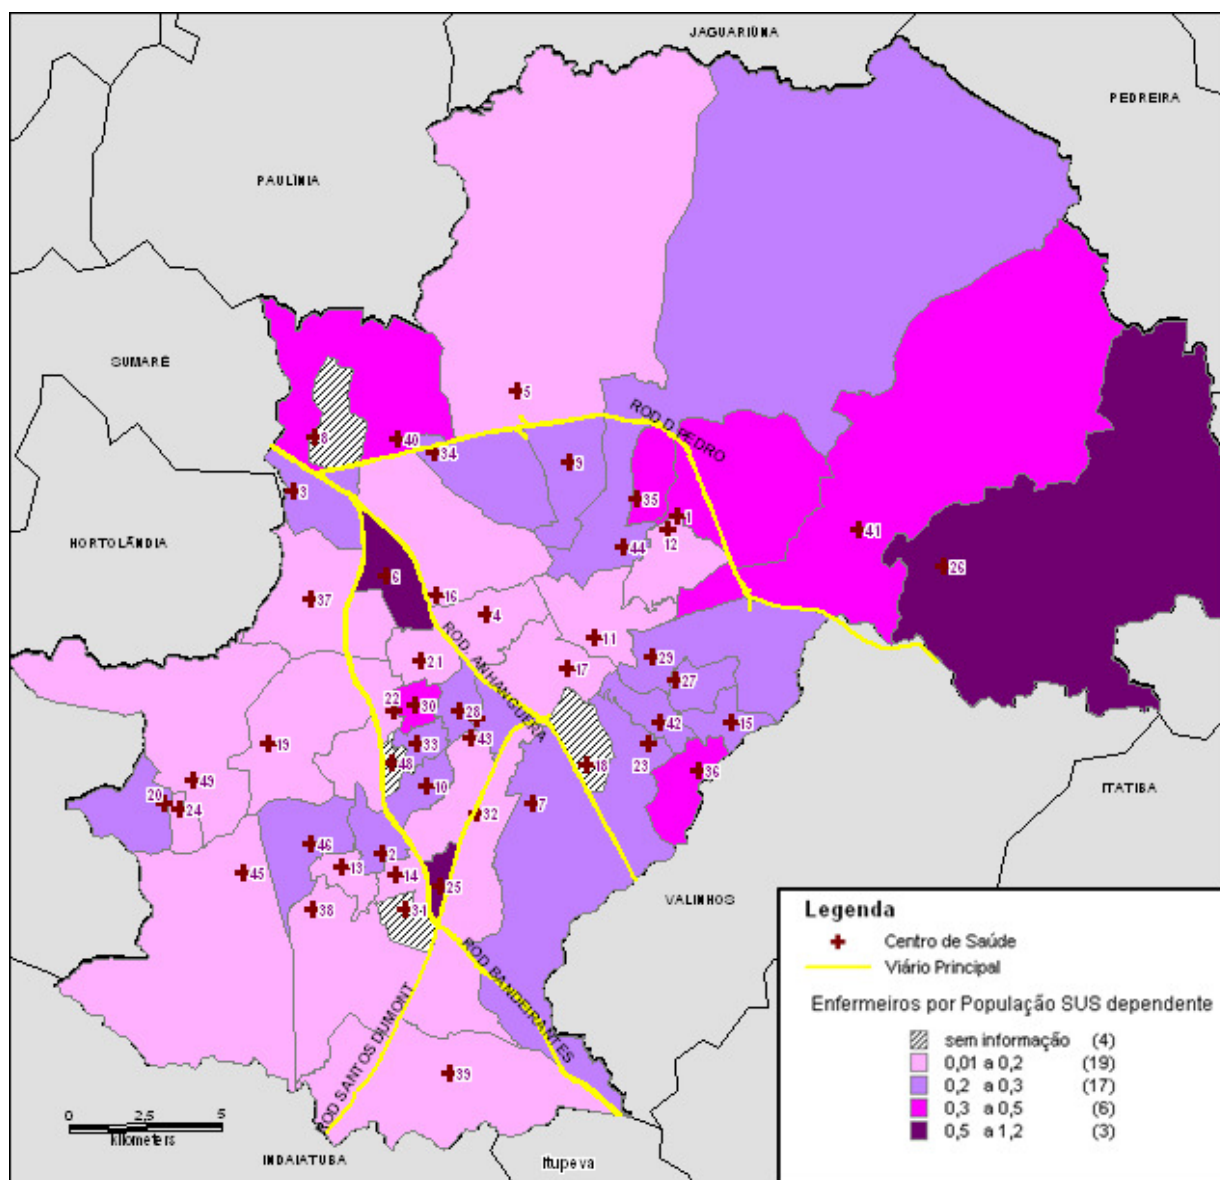 JAGUARIÚNA
PEDREIRA
PAULÍNIA
SUMARÉ
5
ROD D.PEDRO
8
40
34
9
3
35
1
HORTOLÂNDIA
12
41
44
26
6
37
16
4
ROD. ANHANGUERA
11
21
29
17
27
22
30
28
42
15
19
33
43
48
23
18
36
49
10
ITATIBA
20
24
32
7
46
2
13
45
14
25
VALINHOS
38
31
ROD SANTOS DUMONT
ROD BANDEIRANTES
39
0 2,5 5
kilometers
INDAIATUBA
Itupeva
Legenda
Centro de Saúde
Viário Principal
Enfermeiros por População SUS dependente
sem informação (4)
0,01 a 0,2 (19)
0,2 a 0,3 (17)
0,3 a 0,5 (6)
0,5 a 1,2 (3)